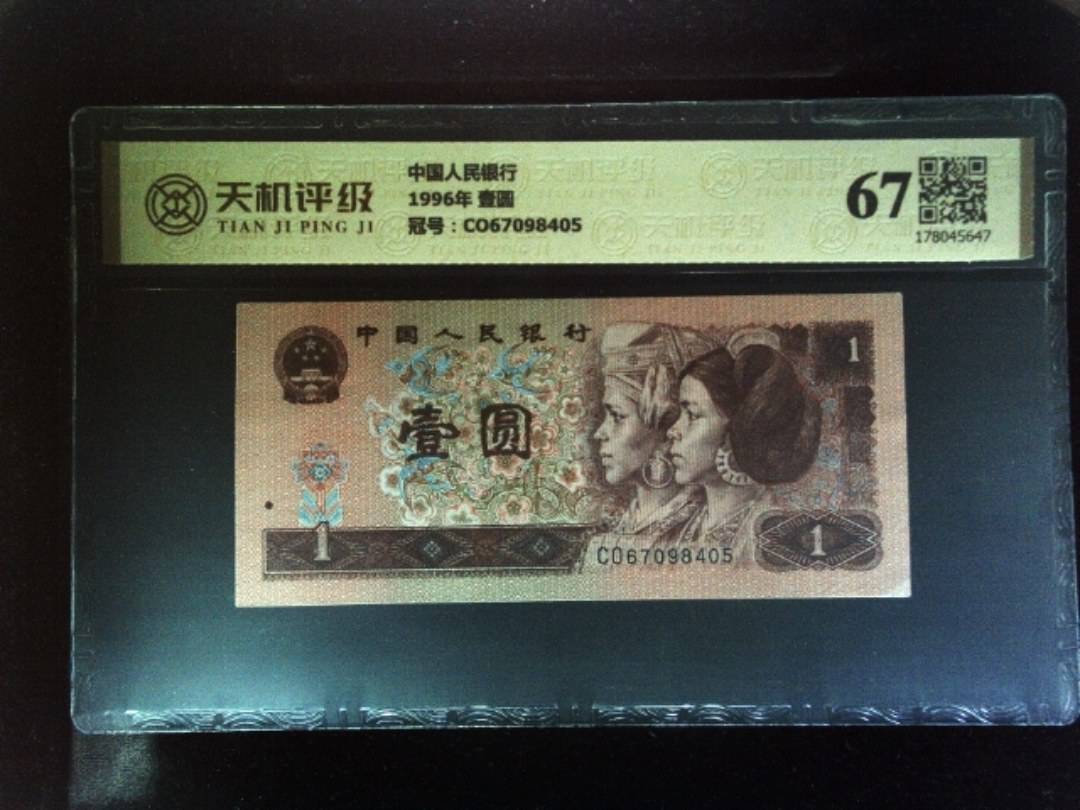 天机评级
TIAN JI PING JI
中国人民银行
1996年 壹圆
冠号：CO67098405
67
178045647
中国人民银行
壹圆
1
1
CO67098405
1